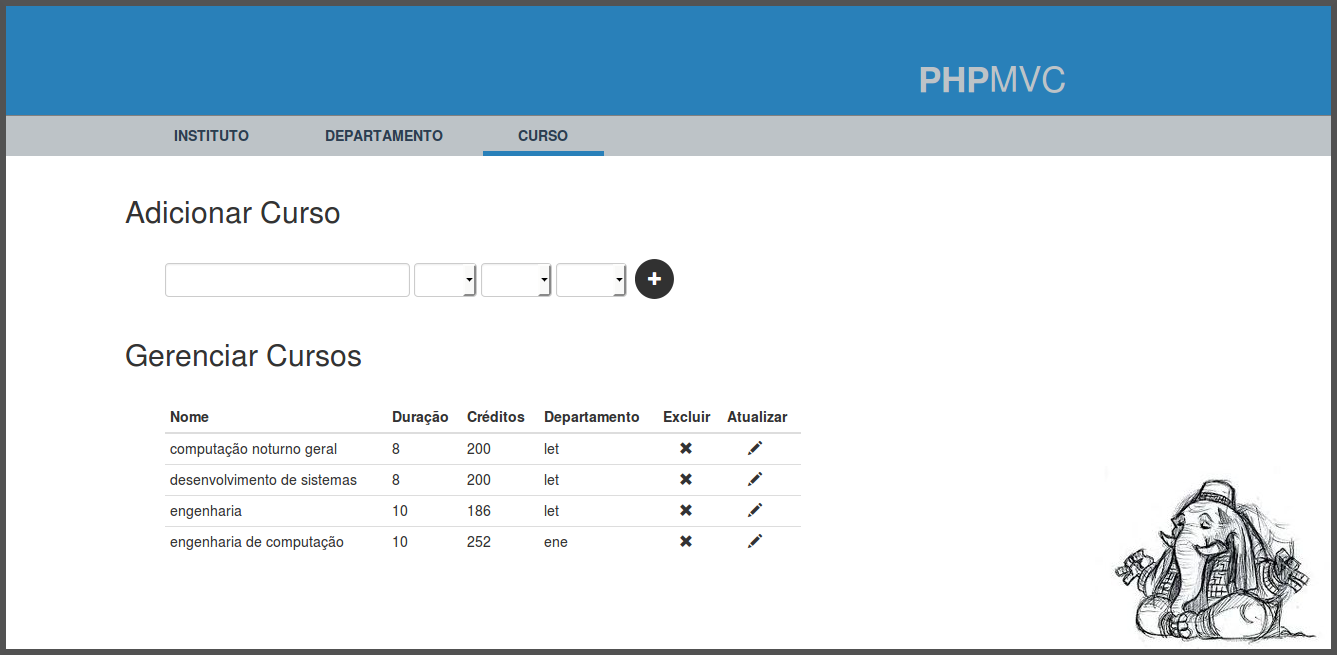 PHPMVC
INSTITUTO DEPARTAMENTO CURSO
Adicionar Curso
Gerenciar Cursos
Nome Duração Créditos Departamento Excluir Atualizar
computação noturno geral 8 200 let
desenvolvimento de sistemas 8 200 let
engenharia 10 186 let
engenharia de computação 10 252 ene